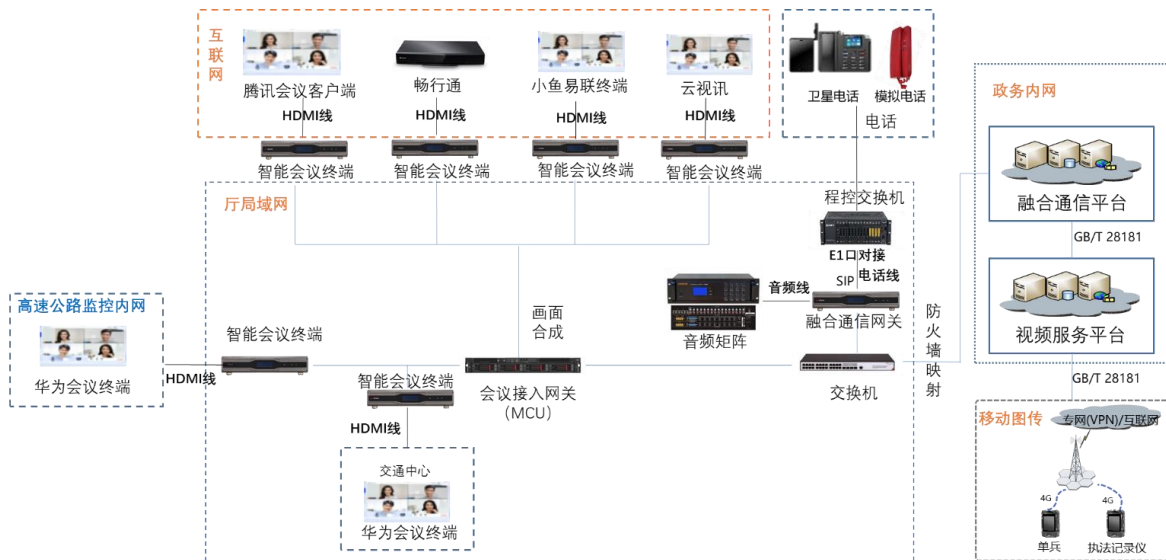 互
联
网
腾讯会议客户端
畅行通
小鱼易联终端
云视讯
HDMI线
HDMI线
HDMI线
HDMI线
智能会议终端
智能会议终端
智能会议终端
智能会议终端
卫星电话
模拟电话
电话
政务内网
融合通信平台
GB/T 28181
视频服务平台
GB/T 28181
厅局域网
程控交换机
E1口对接
SIP
电话线
音频线
融合通信网关
音频矩阵
画面
合成
防
火
墙
映
射
高速公路监控内网
华为会议终端
HDMI线
智能会议终端
智能会议终端
HDMI线
会议接入网关
（MCU）
交换机
交通中心
华为会议终端
移动图传
专网(VPN)/互联网
4G
4G
单兵
执法记录仪